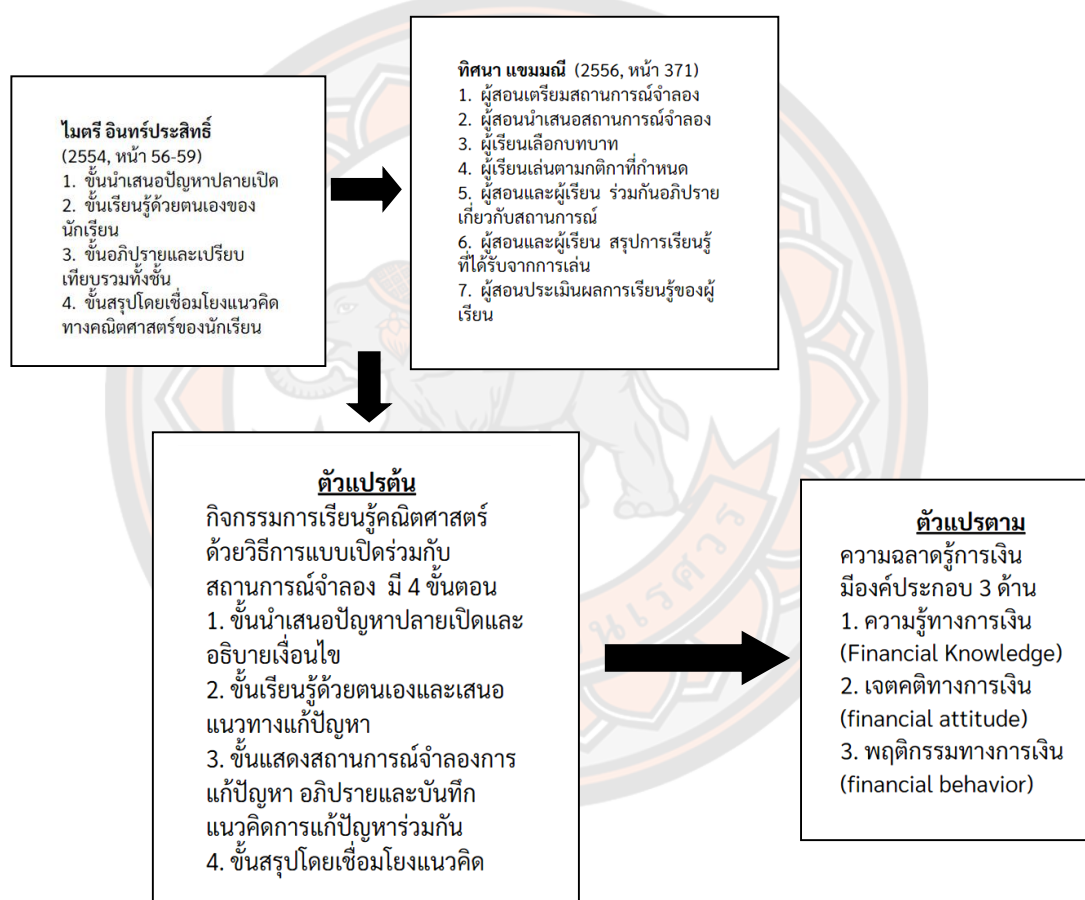 ไมตรี อินทร์ประสิทธิ์
(2554, หน้า 56-59)
1. ขั้นนำเสนอปัญหาปลายเปิด
2. ขั้นเรียนรู้ด้วยตนเองของ
นักเรียน
3. ขั้นอภิปรายและเปรียบ
เทียบรวมทั้งชั้น
4. ขั้นสรุปโดยเชื่อมโยงแนวคิด
ทางคณิตศาสตร์ของนักเรียน
ทิศนา แขมมณี (2556, หน้า 371)
1. ผู้สอนเตรียมสถานการณ์จำลอง
2. ผู้สอนนำเสนอสถานการณ์จำลอง
3. ผู้เรียนเลือกบทบาท
4. ผู้เรียนเล่นตามกติกาที่กำหนด
5. ผู้สอนและผู้เรียน ร่วมกันอภิปราย
เกี่ยวกับสถานการณ์
6. ผู้สอนและผู้เรียน สรุปการเรียนรู้
ที่ได้รับจากการเล่น
7. ผู้สอนประเมินผลการเรียนรู้ของผู้
เรียน
ตัวแปรต้น
กิจกรรมการเรียนรู้คณิตศาสตร์
ด้วยวิธีการแบบเปิดร่วมกับ
สถานการณ์จำลอง มี 4 ขั้นตอน
1. ขั้นนำเสนอปัญหาปลายเปิดและ
อธิบายเงื่อนไข
2. ขั้นเรียนรู้ด้วยตนเองและเสนอ
แนวทางแก้ปัญหา
3. ขั้นแสดงสถานการณ์จำลองการ
แก้ปัญหา อภิปรายและบันทึก
แนวคิดการแก้ปัญหาร่วมกัน
4. ขั้นสรุปโดยเชื่อมโยงแนวคิด
ตัวแปรตาม
ความฉลาดรู้การเงิน
มีองค์ประกอบ 3 ด้าน
1. ความรู้ทางการเงิน
(Financial Knowledge)
2. เจตคติทางการเงิน
(financial attitude)
3. พฤติกรรมทางการเงิน
(financial behavior)
นเรศวร